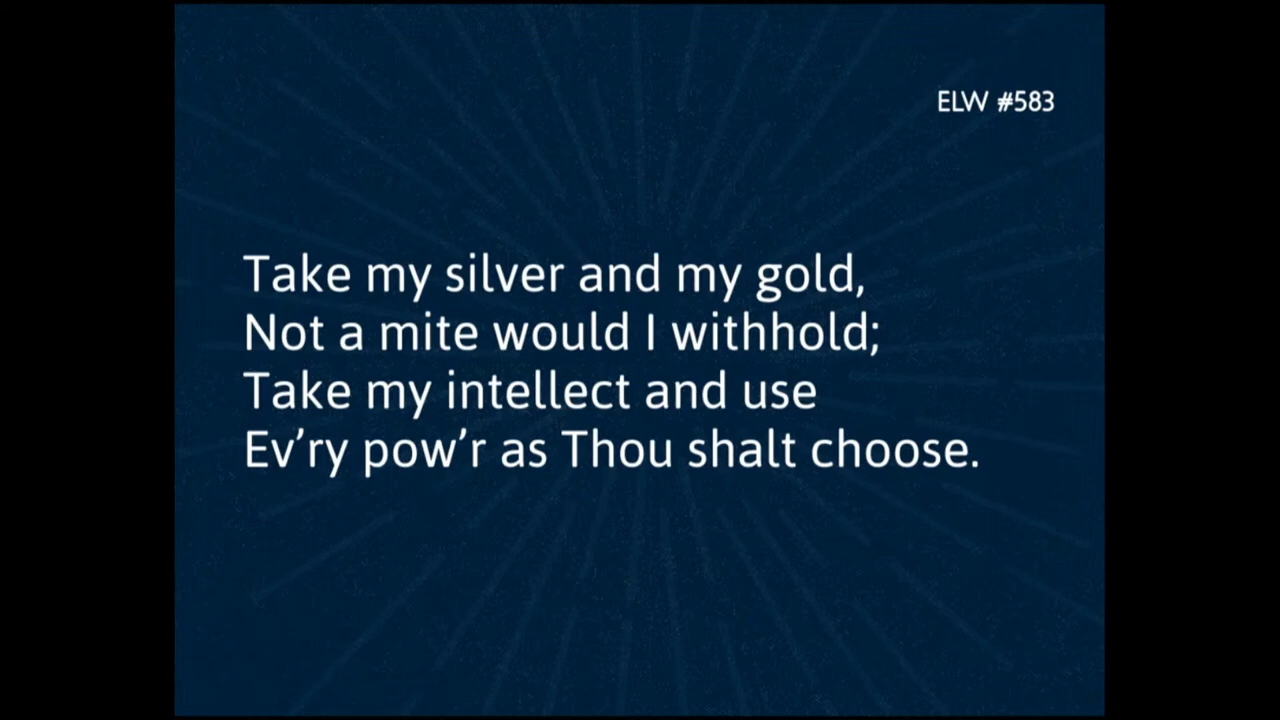 ELW #583
Take my silver and my gold,
Not a mite would I withhold;
Take my intellect and use
Ev’ry pow’r as Thou shalt choose.